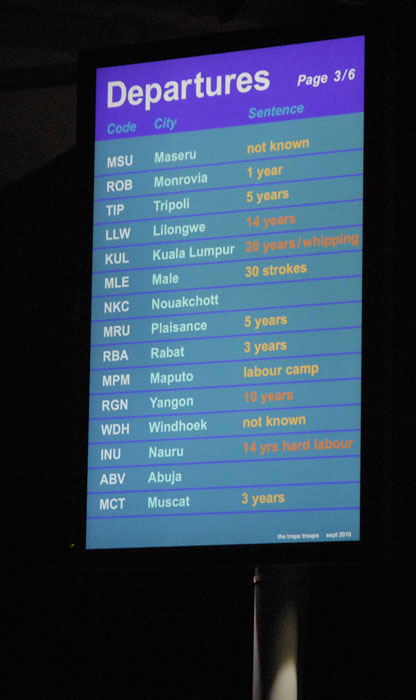 Departures Page 3/6
Code City Sentence
MSU Maseru not known
ROB Monrovia 1 year
TIP Tripoli 5 years
LLW Lilongwe 14 years
KUL Kuala Lumpur 20 years/whipping
MLE Male 30 strokes
NKC Nouakchott
MRU Plaisance 5 years
RBA Rabat 3 years
MPM Maputo labour camp
RGN Yangon 10 years
WDH Windhoek not known
INU Nauru 14 yrs hard labour
ABV Abuja
MCT Muscat 3 years
the trops troupe sept 2010